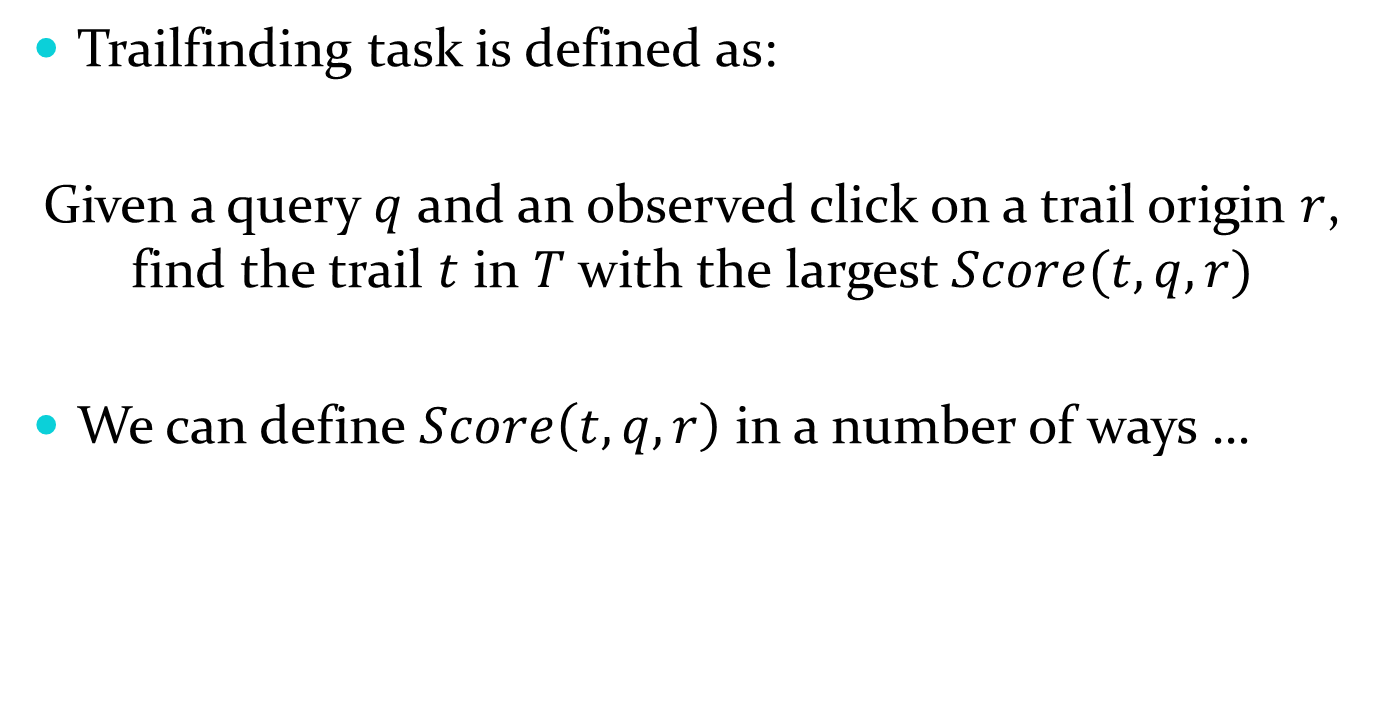 • Trailfinding task is defined as:
Given a query q and an observed click on a trail origin r,
find the trail t in T with the largest Score(t, q, r)
• We can define Score(t, q, r) in a number of ways ...